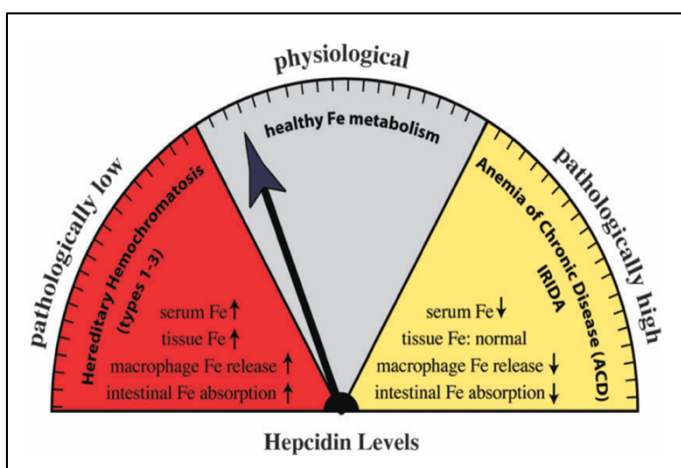 physiological
healthy Fe metabolism
pathologically low
Hereditary Hemochromatosis
(types 1-3)
serum Fe↑
tissue Fe↑
macrophage Fe release ↑
intestinal Fe absorption ↑
pathologically high
Anemia of Chronic Disease (ACD)
IRIDA
serum Fe↓
tissue Fe: normal
macrophage Fe release ↓
intestinal Fe absorption↓
Hepcidin Levels